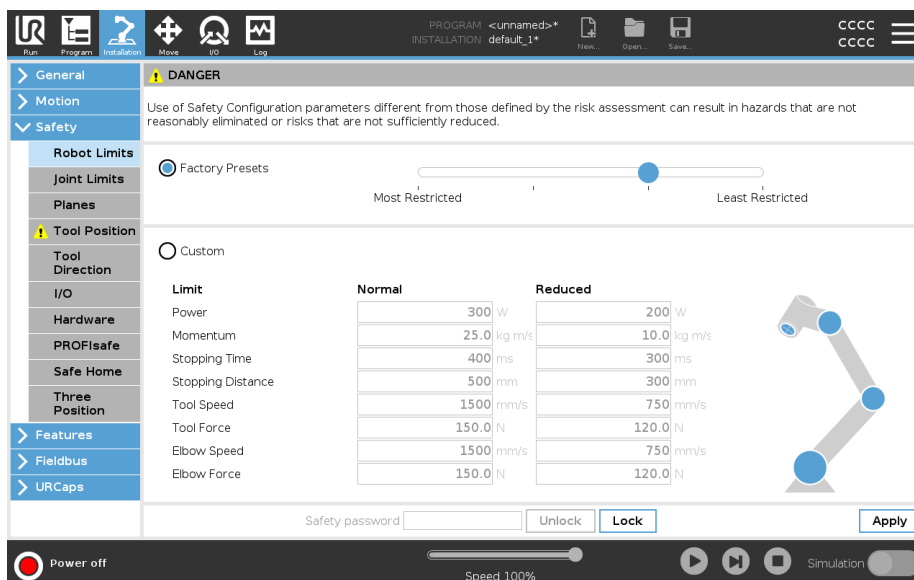 PROGRAM <unnamed>*
INSTALLATION default_1*
Run Program Installation Move I/O Log New... Open... Save...
CCCC
CCCC
General
Motion
Safety
Robot Limits
Joint Limits
Planes
Tool Position
Tool
Direction
I/O
Hardware
PROFIsafe
Safe Home
Three
Position
Features
Fieldbus
URCaps
DANGER
Use of Safety Configuration parameters different from those defined by the risk assessment can result in hazards that are not
reasonably eliminated or risks that are not sufficiently reduced.
Factory Presets
Most Restricted Least Restricted
Custom
Limit Normal Reduced
Power 300 W 200 W
Momentum 25.0 kg m/s 10.0 kg m/s
Stopping Time 400 ms 300 ms
Stopping Distance 500 mm 300 mm
Tool Speed 1500 mm/s 750 mm/s
Tool Force 150.0 N 120.0 N
Elbow Speed 1500 mm/s 750 mm/s
Elbow Force 150.0 N 120.0 N
Safety password Unlock Lock Apply
Power off Speed 100% Simulation